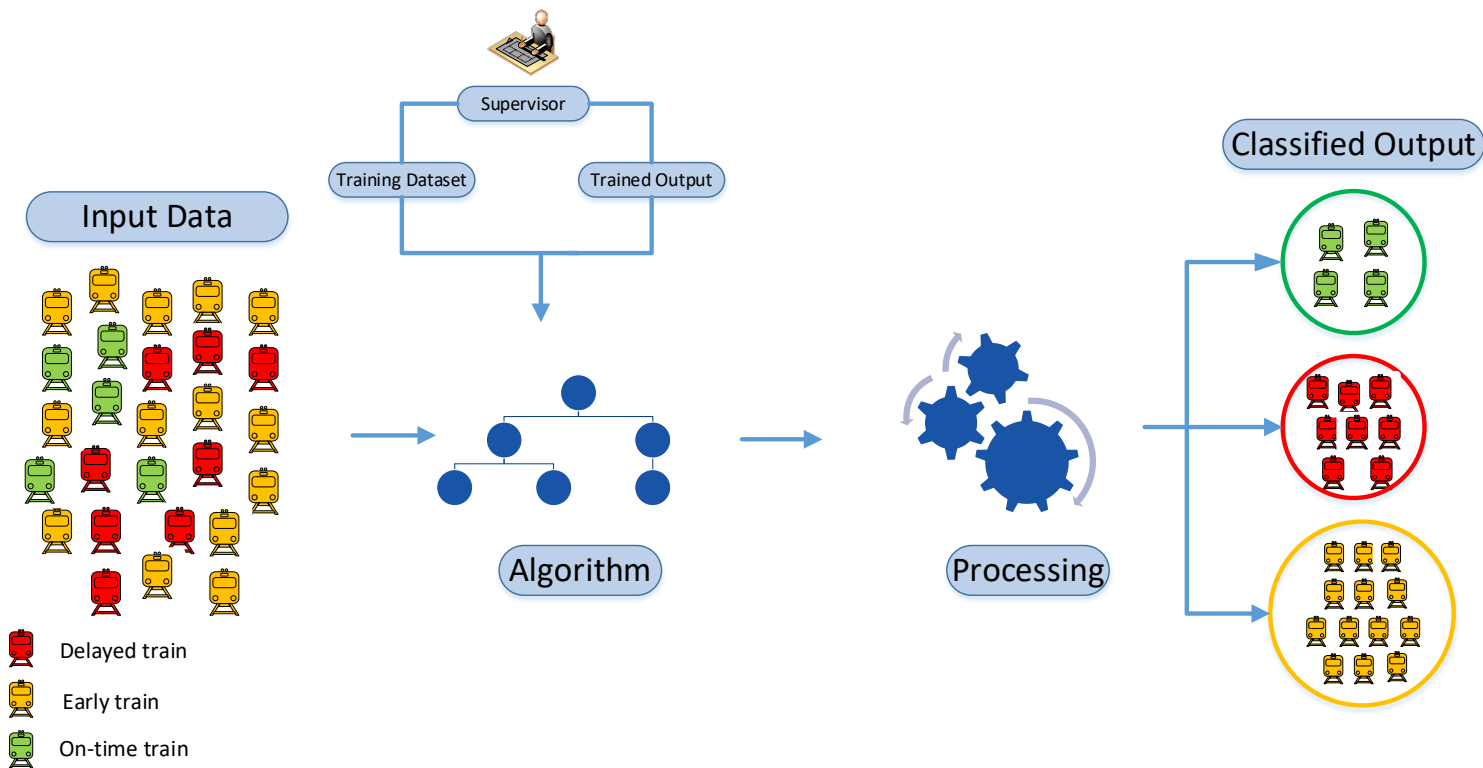 Supervisor
Training Dataset
Trained Output
Input Data
Classified Output
Algorithm
Processing
Delayed train
Early train
On-time train